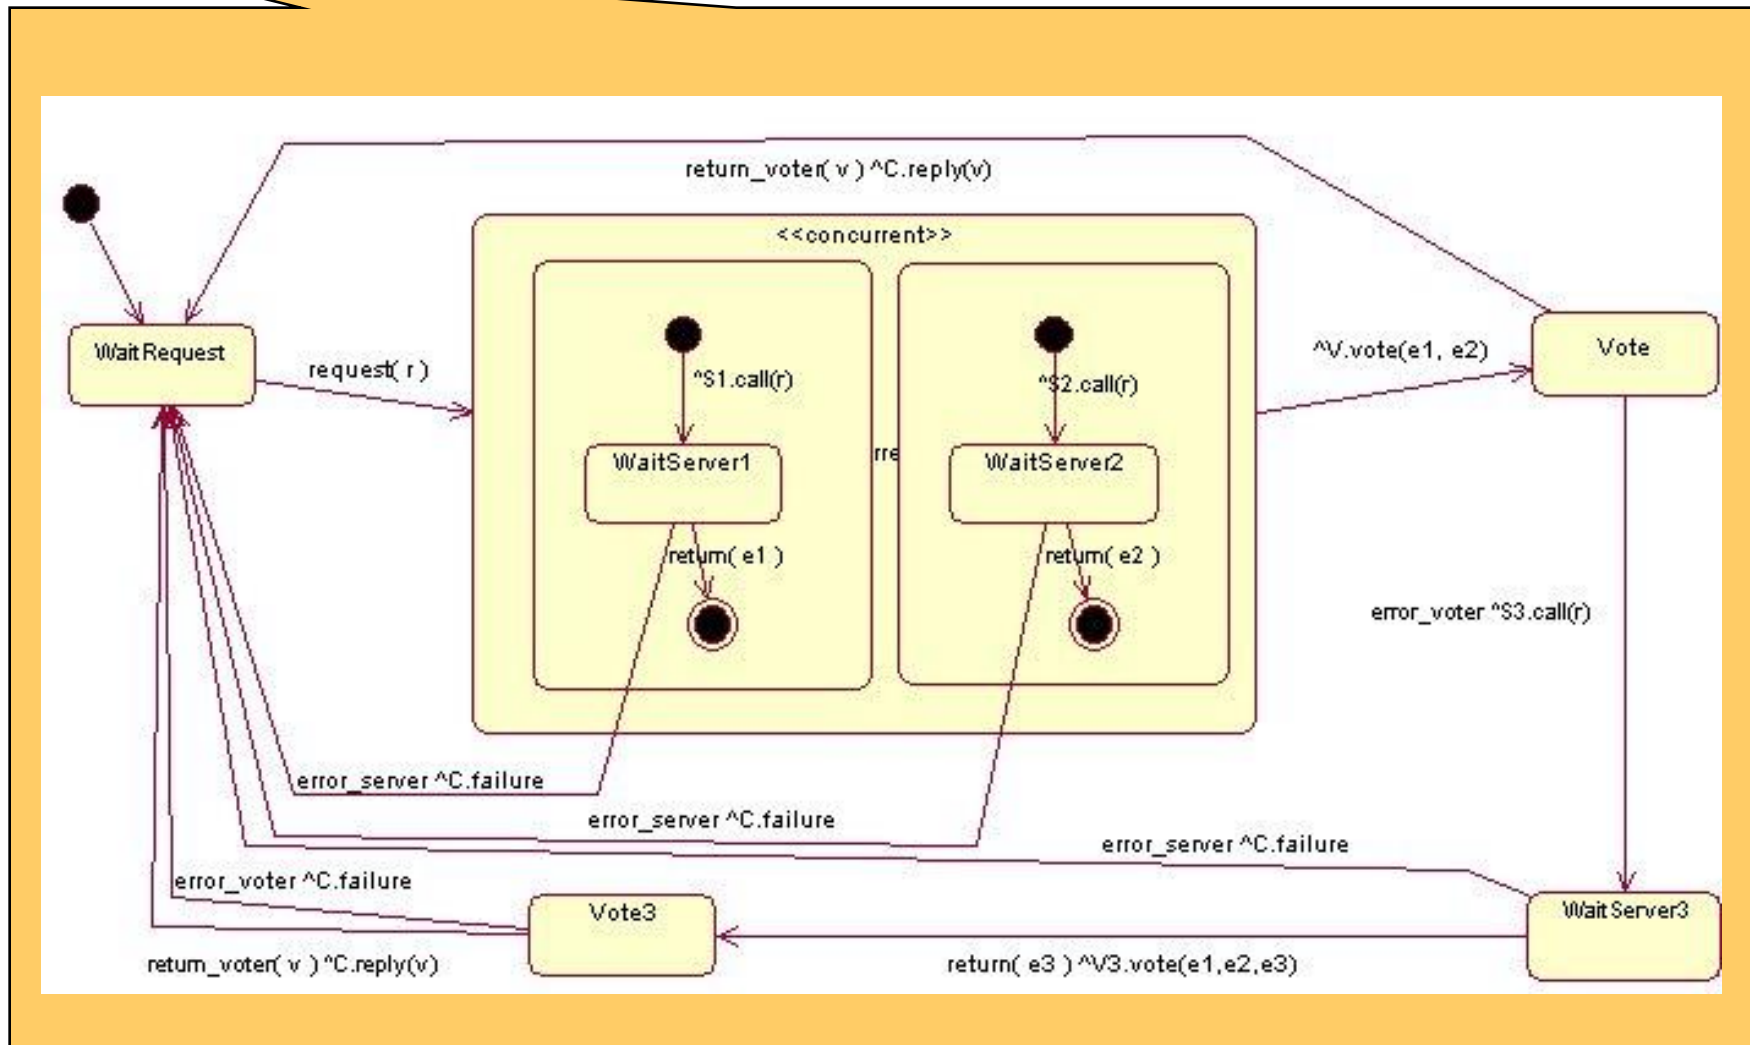 return_voter( v ) ^C.reply(v)
<<concurrent>>
WaitRequest
request( r )
^S1.call(r)
WaitServer1
return( e1 )
^S2.call(r)
WaitServer2
return( e2 )
^V.vote(e1, e2)
Vote
error_voter ^S3.call(r)
error_server ^C.failure
error_server ^C.failure
error_server ^C.failure
error_voter ^C.failure
Vote3
WaitServer3
return_voter( v ) ^C.reply(v)
return( e3 ) ^V3.vote(e1,e2,e3)